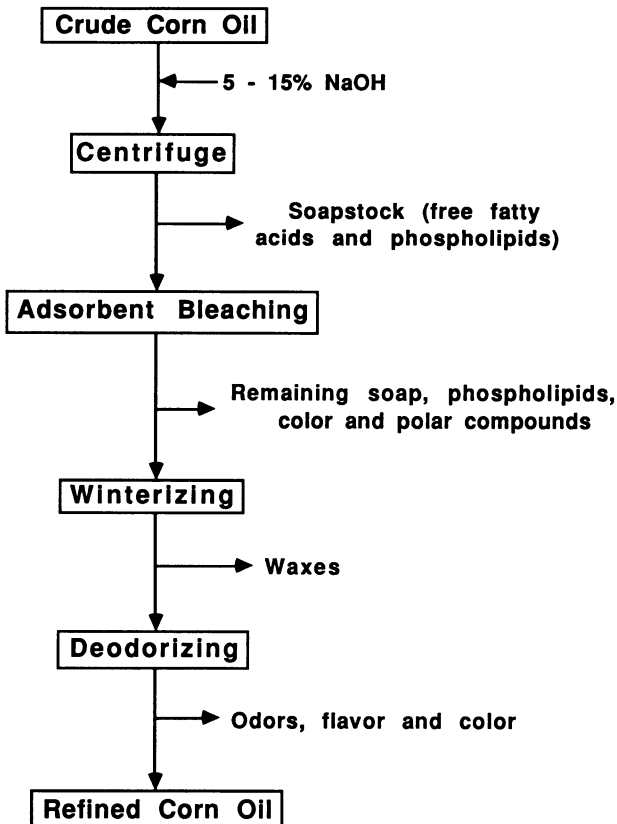 Crude Corn Oil
5 - 15% NaOH
Centrifuge
Soapstock (free fatty
acids and phospholipids)
Adsorbent Bleaching
Remaining soap, phospholipids,
color and polar compounds
Winterizing
Waxes
Deodorizing
Odors, flavor and color
Refined Corn Oil